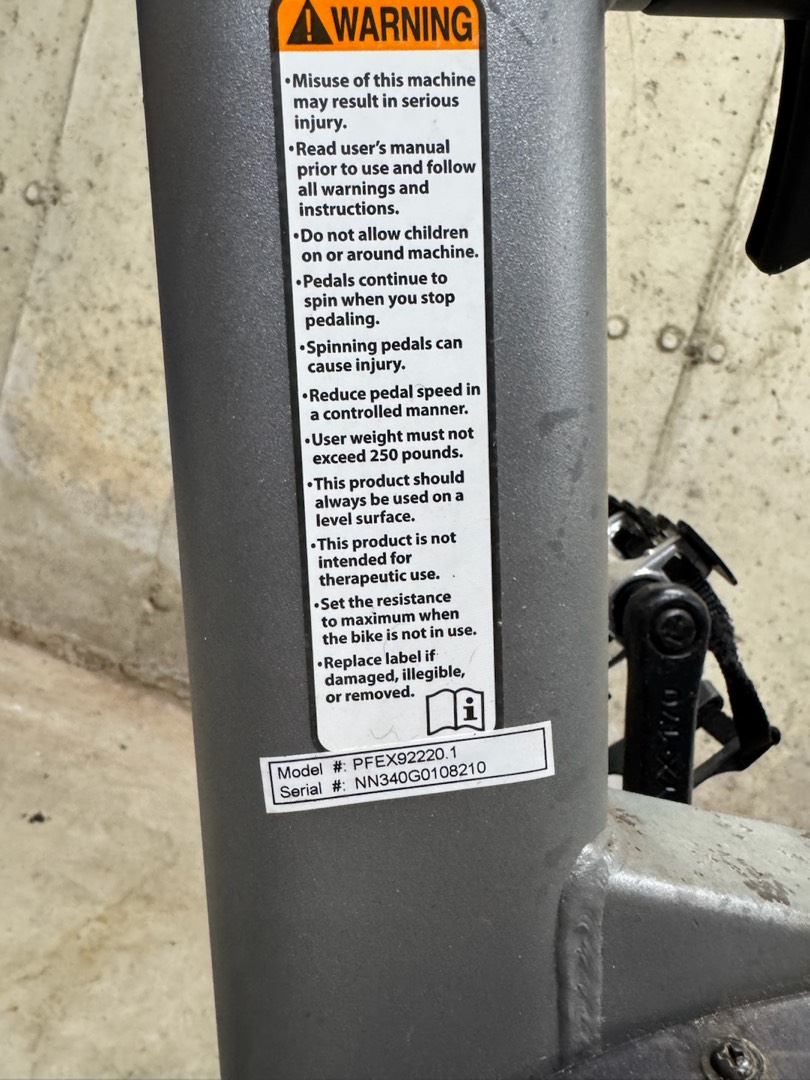 WARNING
•Misuse of this machine
may result in serious
injury.
•Read user's manual
prior to use and follow
all warnings and
instructions.
•Do not allow children
on or around machine.
•Pedals continue to
spin when you stop
pedaling.
•Spinning pedals can
cause injury.
•Reduce pedal speed in
a controlled manner.
•User weight must not
exceed 250 pounds.
•This product should
always be used on a
level surface.
•This product is not
intended for
therapeutic use.
•Set the resistance
to maximum when
the bike is not in use.
•Replace label if
damaged, illegible,
or removed.
Model #: PFEX92220.1
Serial #: NN340G0108210